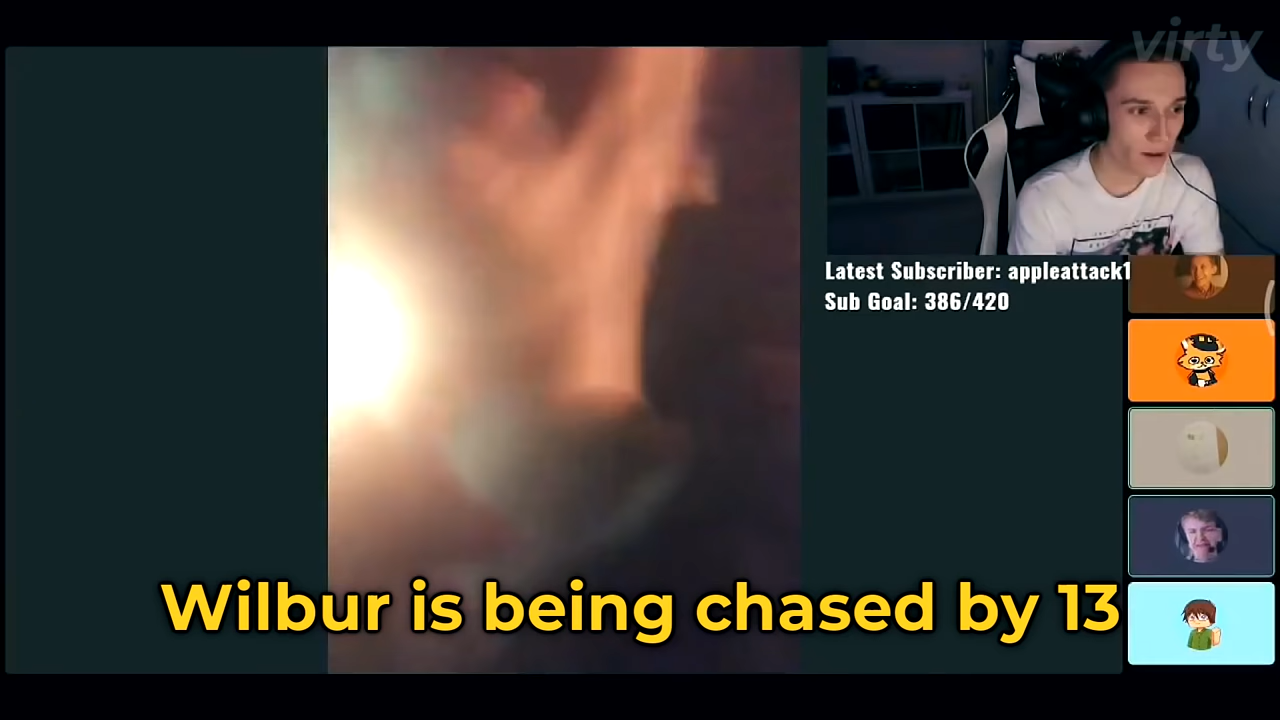 virty
Latest Subscriber: appleattack1
Sub Goal: 386/420
Wilbur is being chased by 13